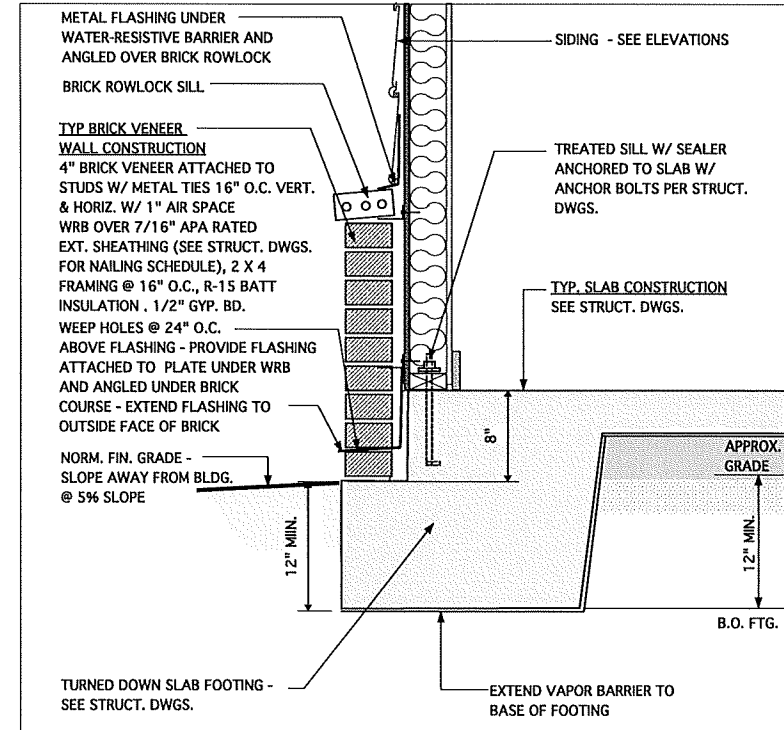 METAL FLASHING UNDER
WATER-RESISTIVE BARRIER AND
ANGLED OVER BRICK ROWLOCK
BRICK ROWLOCK SILL
TYP BRICK VENEER
WALL CONSTRUCTION
4" BRICK VENEER ATTACHED TO
STUDS W/ METAL TIES 16" O.C. VERT.
& HORIZ. W/ 1" AIR SPACE
WRB OVER 7/16" APA RATED
EXT. SHEATHING (SEE STRUCT. DWGS.
FOR NAILING SCHEDULE), 2 X 4
FRAMING @ 16" O.C., R-15 BATT
INSULATION , 1/2" GYP. BD.
WEEP HOLES @ 24" O.C.
ABOVE FLASHING - PROVIDE FLASHING
ATTACHED TO PLATE UNDER WRB
AND ANGLED UNDER BRICK
COURSE - EXTEND FLASHING TO
OUTSIDE FACE OF BRICK
NORM. FIN. GRADE -
SLOPE AWAY FROM BLDG.
@ 5% SLOPE
12" MIIN.
TURNED DOWN SLAB FOOTING -
SEE STRUCT. DWGS.
SIDING - SEE ELEVATIONS
TREATED SILL W/ SEALER
ANCHORED TO SLAB W/
ANCHOR BOLTS PER STRUCT.
DWGS.
TYP. SLAB CONSTRUCTION
SEE STRUCT. DWGS.
8"
APPROX.
GRADE
12" MIN.
B.O. FTG.
EXTEND VAPOR BARRIER TO
BASE OF FOOTING